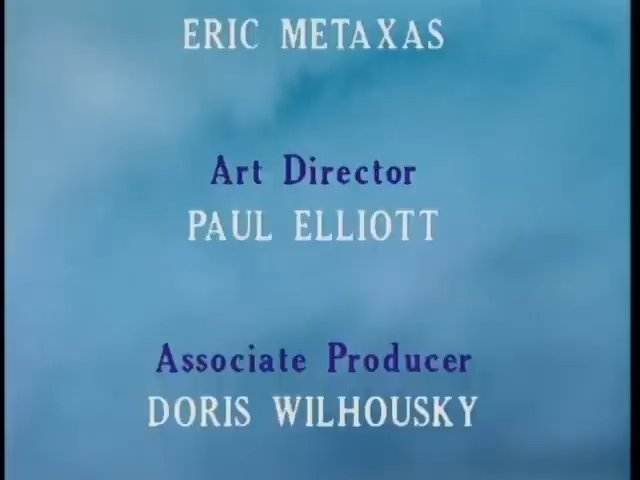 ERIC METAXAS
Art Director
PAUL ELLIOTT
Associate Producer
DORIS WILHOUSKY